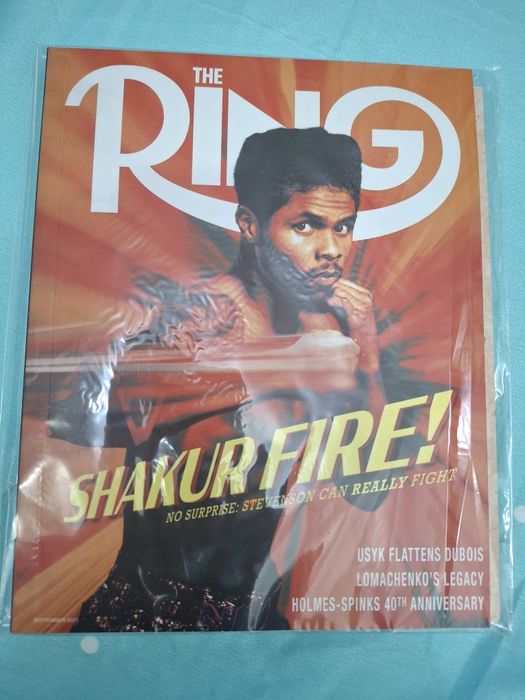 THE
RING
SHAKUR FIRE!
NO SURPRISE: STEVENSON CAN REALLY FIGHT
USYK FLATTENS DUBOIS
LOMACHENKO'S LEGACY
HOLMES-SPINKS 40TH ANNIVERSARY